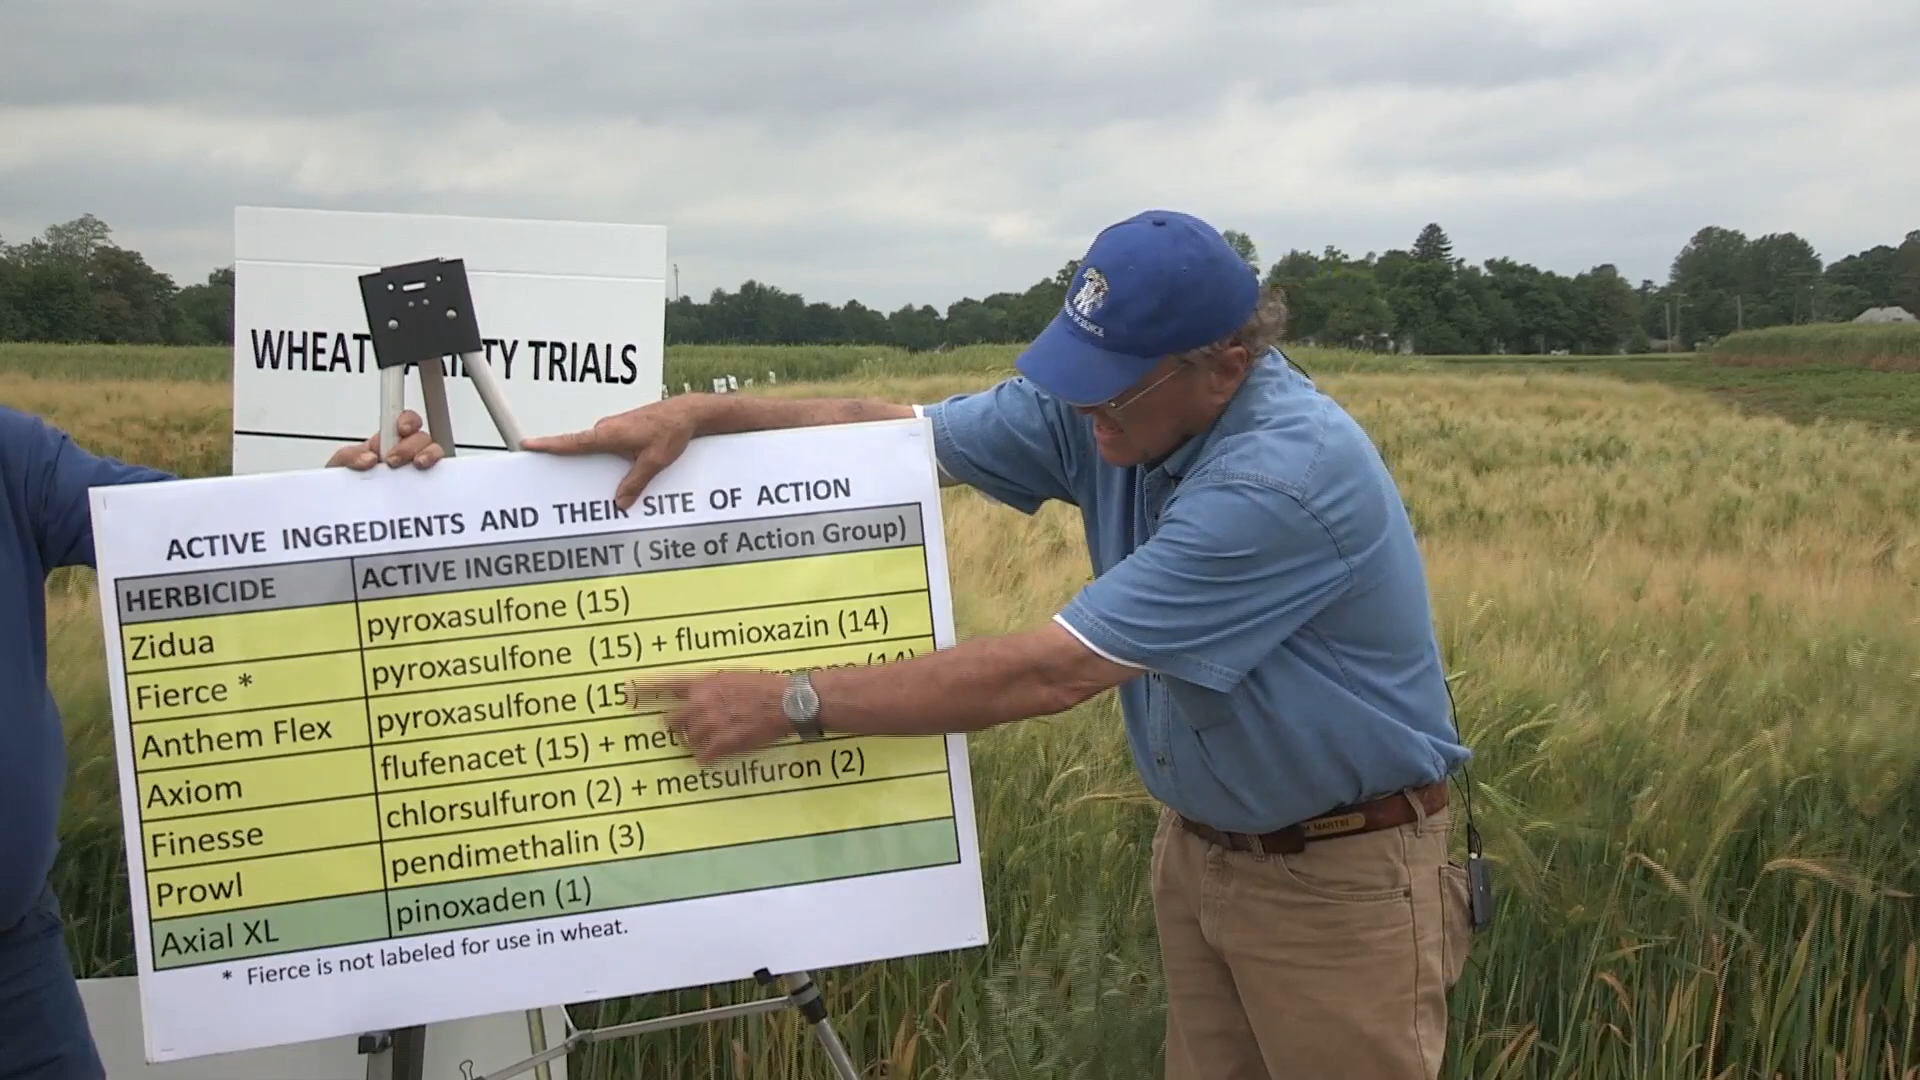 WHEAT TRIALS
ACTIVE INGREDIENTS AND THEIR SITE OF ACTION
HERBICIDE ACTIVE INGREDIENT ( Site of Action Group)
Zidua pyroxasulfone (15)
Fierce * pyroxasulfone (15) + flumioxazin (14)
Anthem Flex pyroxasulfone (15) (14)
Axiom flufenacet (15) +
Finesse chlorsulfuron (2) + metsulfuron (2)
Prowl pendimethalin (3)
Axial XL pinoxaden (1)
* Fierce is not labeled for use in wheat.